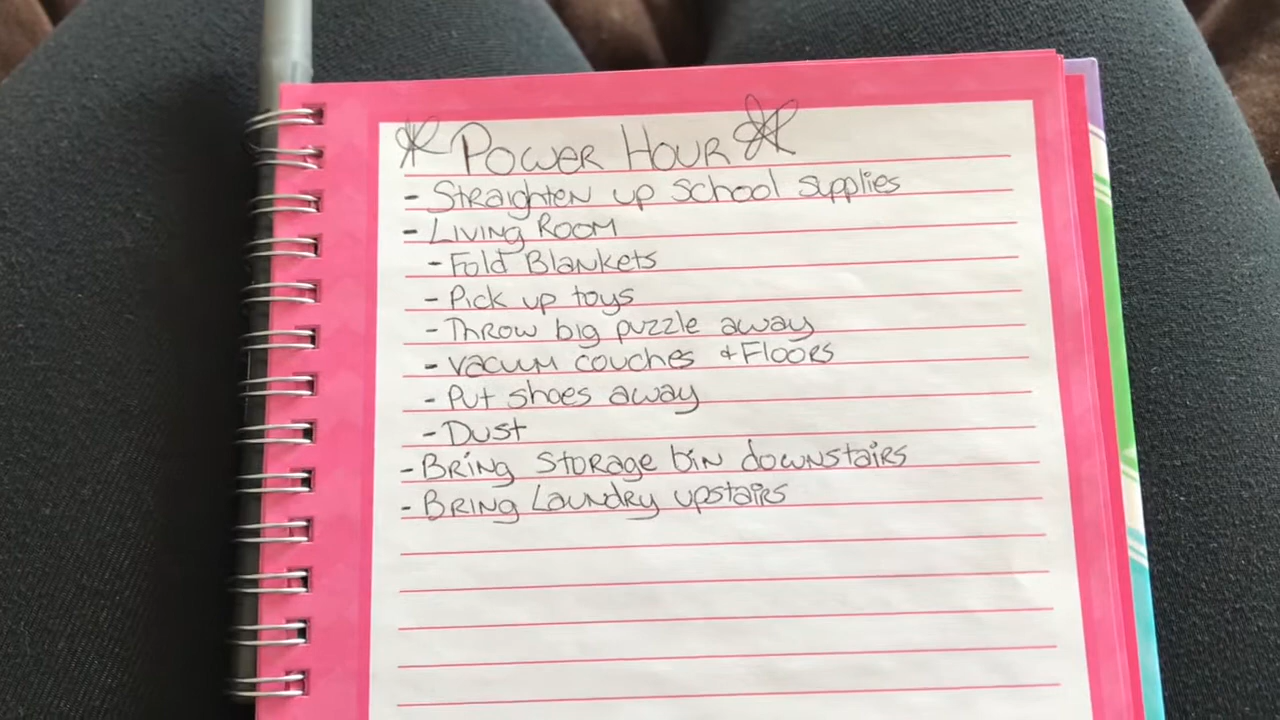 Power Hour
- Straighten up school supplies
- Living Room
- Fold Blankets
- Pick up toys
- Throw big puzzle away
- Vacuum couches + Floors
- Put shoes away
- Dust
- Bring storage bin downstairs
- Bring Laundry upstairs